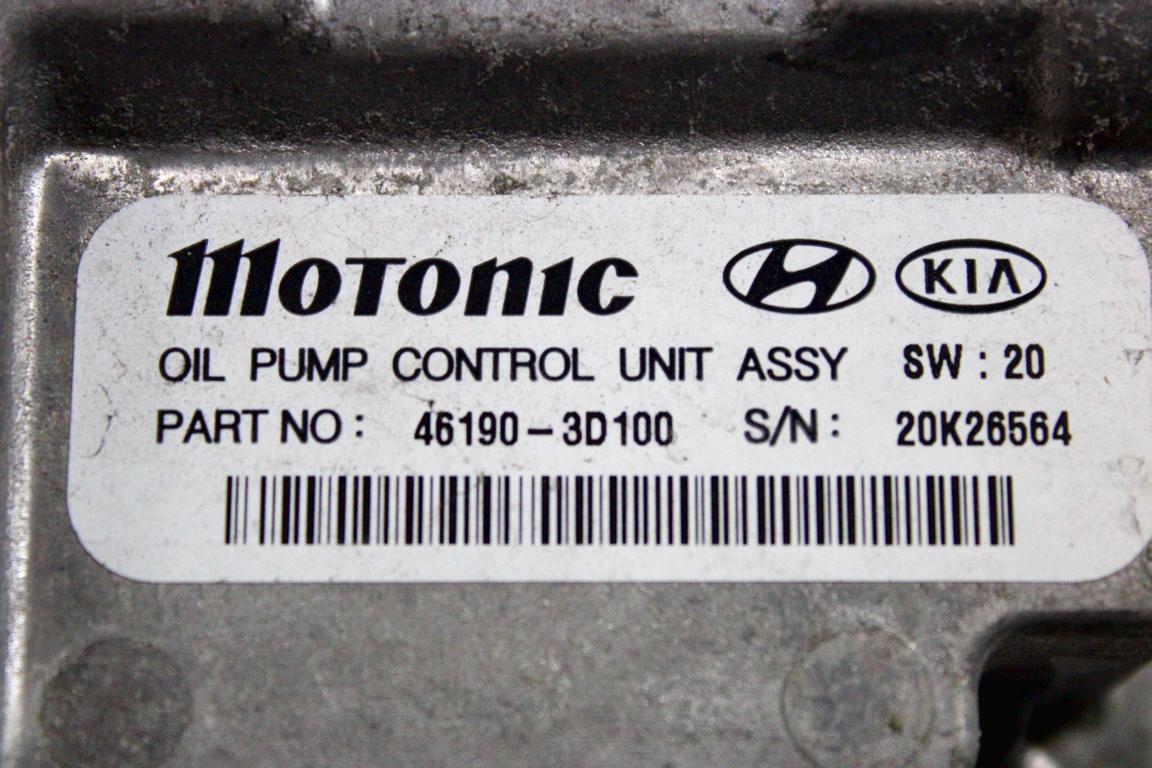 MOTONIC KIA
OIL PUMP CONTROL UNIT ASSY SW : 20
PART NO : 46190-3D100 S/N : 20K26564